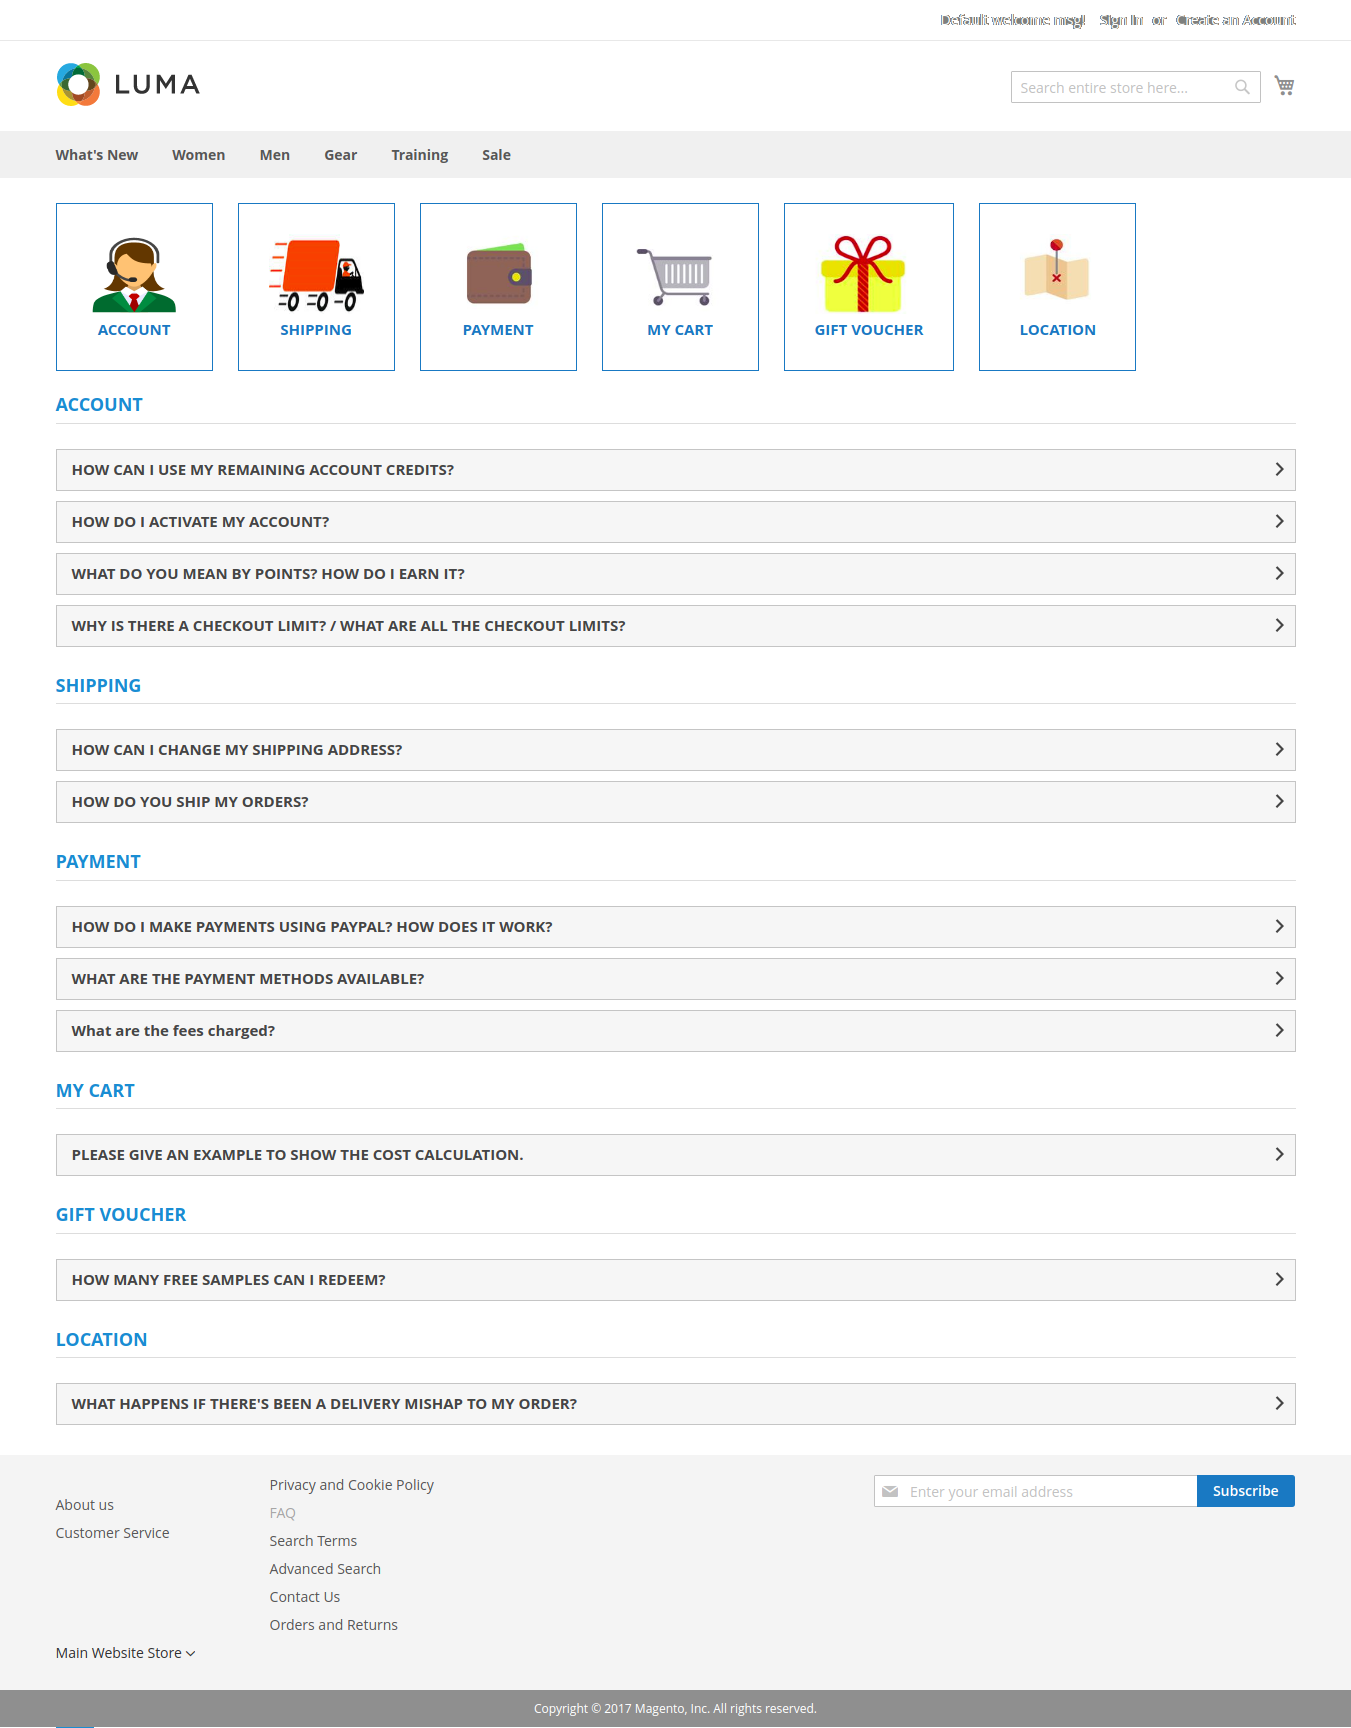 Default welcome msg! Sign In or Create an Account
LUMA
Search entire store here...
What's New Women Men Gear Training Sale
ACCOUNT SHIPPING PAYMENT MY CART GIFT VOUCHER LOCATION
ACCOUNT
HOW CAN I USE MY REMAINING ACCOUNT CREDITS?
HOW DO I ACTIVATE MY ACCOUNT?
WHAT DO YOU MEAN BY POINTS? HOW DO I EARN IT?
WHY IS THERE A CHECKOUT LIMIT? / WHAT ARE ALL THE CHECKOUT LIMITS?
SHIPPING
HOW CAN I CHANGE MY SHIPPING ADDRESS?
HOW DO YOU SHIP MY ORDERS?
PAYMENT
HOW DO I MAKE PAYMENTS USING PAYPAL? HOW DOES IT WORK?
WHAT ARE THE PAYMENT METHODS AVAILABLE?
What are the fees charged?
MY CART
PLEASE GIVE AN EXAMPLE TO SHOW THE COST CALCULATION.
GIFT VOUCHER
HOW MANY FREE SAMPLES CAN I REDEEM?
LOCATION
WHAT HAPPENS IF THERE'S BEEN A DELIVERY MISHAP TO MY ORDER?
About us
Customer Service
Privacy and Cookie Policy
FAQ
Search Terms
Advanced Search
Contact Us
Orders and Returns
Enter your email address Subscribe
Main Website Store
Copyright © 2017 Magento, Inc. All rights reserved.